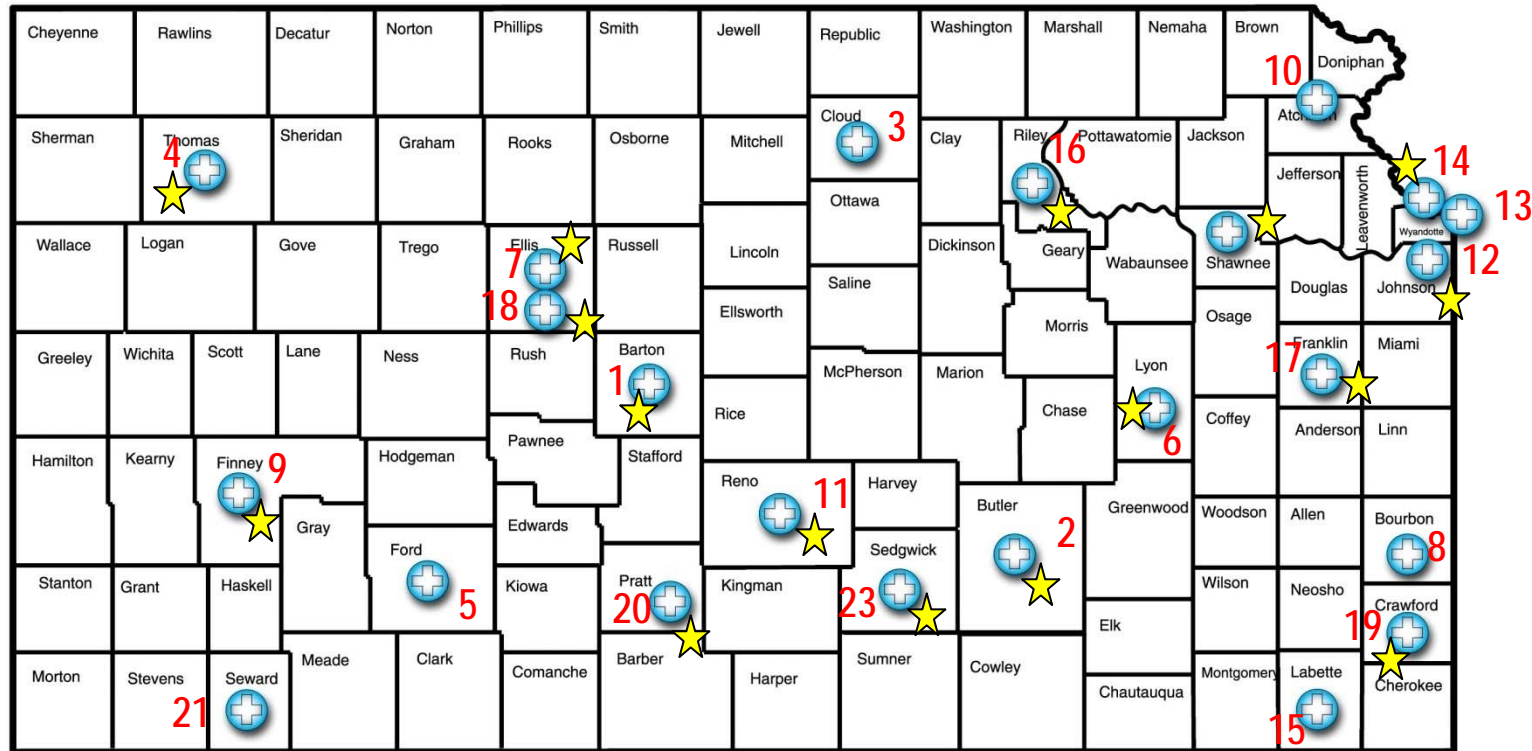 Cheyenne
Rawlins
Decatur
Norton
Phillips
Smith
Jewell
Republic
Washington
Marshall
Nemaha
Brown
10
Doniphan
Sherman
Thomas
4
Sheridan
Graham
Rooks
Osborne
Mitchell
Cloud
3
Clay
Riley
16
Pottawatomie
Jackson
Jefferson
Leavenworth
14
13
Wyandotte
12
Ottawa
Wallace
Logan
Gove
Trego
Ellis
7
18
Russell
Lincoln
Dickinson
Geary
Wabaunsee
Shawnee
Saline
Douglas
Johnson
Ellsworth
Morris
Osage
Greeley
Wichita
Scott
Lane
Ness
Rush
Barton
1
McPherson
Marion
Lyon
6
17
Franklin
Miami
Rice
Chase
Coffey
Anderson
Linn
Hamilton
Kearny
Finney
9
Hodgeman
Pawnee
Stafford
Reno
11
Harvey
Butler
2
Greenwood
Woodson
Allen
Bourbon
8
Gray
Edwards
Ford
5
Sedgwick
23
Stanton
Grant
Haskell
Kiowa
Pratt
20
Kingman
Wilson
Neosho
Crawford
19
Elk
Morton
Stevens
Seward
21
Meade
Clark
Comanche
Barber
Harper
Sumner
Cowley
Chautauqua
Montgomery
Labette
15
Cherokee